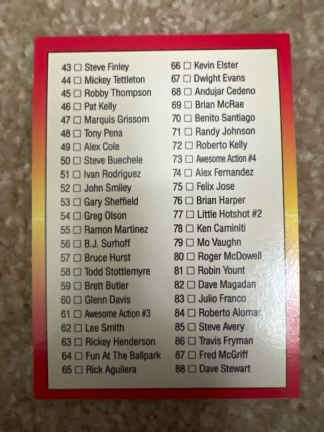 43 ☐ Steve Finley
44 ☐ Mickey Tettleton
45 ☐ Robby Thompson
46 ☐ Pat Kelly
47 ☐ Marquis Grissom
48 ☐ Tony Pena
49 ☐ Alex Cole
50 ☐ Steve Buechele
51 ☐ Ivan Rodriguez
52 ☐ John Smiley
53 ☐ Gary Sheffield
54 ☐ Greg Olson
55 ☐ Ramon Martinez
56 ☐ B.J. Surhoff
57 ☐ Bruce Hurst
58 ☐ Todd Stottlemyre
59 ☐ Brett Butler
60 ☐ Glenn Davis
61 ☐ Awesome Action #3
62 ☐ Lee Smith
63 ☐ Rickey Henderson
64 ☐ Fun At The Ballpark
65 ☐ Rick Aguilera
66 ☐ Kevin Elster
67 ☐ Dwight Evans
68 ☐ Andujar Cedeno
69 ☐ Brian McRae
70 ☐ Benito Santiago
71 ☐ Randy Johnson
72 ☐ Roberto Kelly
73 ☐ Awesome Action #4
74 ☐ Alex Fernandez
75 ☐ Felix Jose
76 ☐ Brian Harper
77 ☐ Little Hotshot #2
78 ☐ Ken Caminiti
79 ☐ Mo Vaughn
80 ☐ Roger McDowell
81 ☐ Robin Yount
82 ☐ Dave Magadan
83 ☐ Julio Franco
84 ☐ Roberto Alomar
85 ☐ Steve Avery
86 ☐ Travis Fryman
87 ☐ Fred McGriff
88 ☐ Dave Stewart